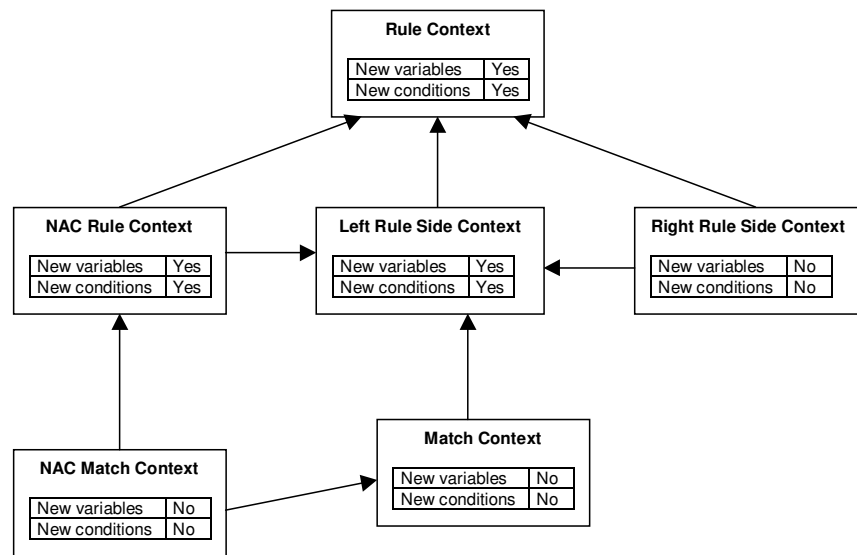 Rule Context
New variables Yes
New conditions Yes
NAC Rule Context
New variables Yes
New conditions Yes
Left Rule Side Context
New variables Yes
New conditions Yes
Right Rule Side Context
New variables No
New conditions No
NAC Match Context
New variables No
New conditions No
Match Context
New variables No
New conditions No